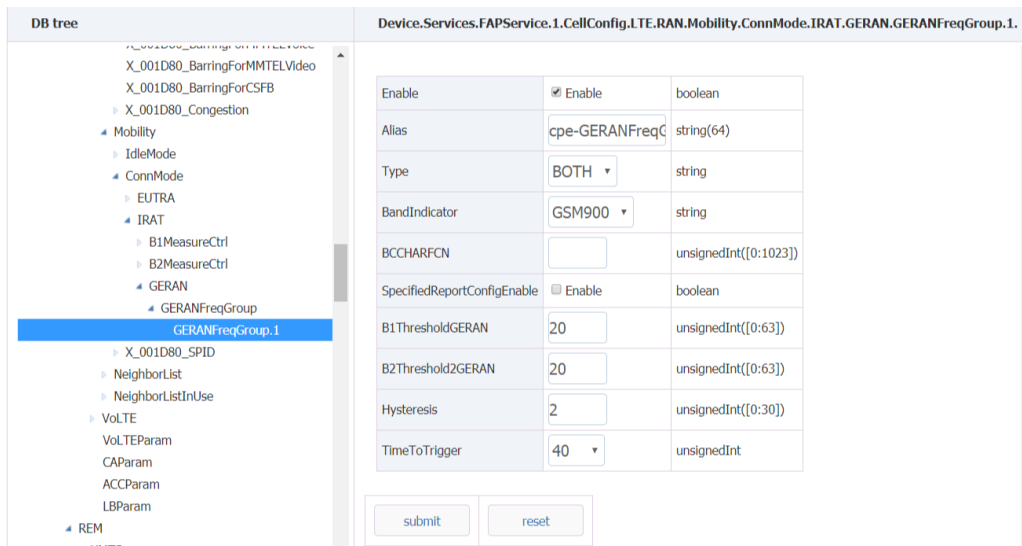 DB tree
X_001D80_BarringForMMTELVideo
X_001D80_BarringForCSFB
X_001D80_Congestion
Mobility
IdleMode
ConnMode
EUTRA
IRAT
B1MeasureCtrl
B2MeasureCtrl
GERAN
GERANFreqGroup
GERANFreqGroup.1
X_001D80_SPID
NeighborList
NeighborListInUse
VoLTE
VoLTEParam
CAParam
ACCParam
LBParam
REM
Device.Services.FAPService.1.CellConfig.LTE.RAN.Mobility.ConnMode.IRAT.GERAN.GERANFreqGroup.1.
Enable Enable boolean
Alias cpe-GERANFreqG string(64)
Type BOTH string
BandIndicator GSM900 string
BCCHARFCN unsignedInt([0:1023])
SpecifiedReportConfigEnable Enable boolean
B1ThresholdGERAN 20 unsignedInt([0:63])
B2Threshold2GERAN 20 unsignedInt([0:63])
Hysteresis 2 unsignedInt([0:30])
TimeToTrigger 40 unsignedInt
submit reset